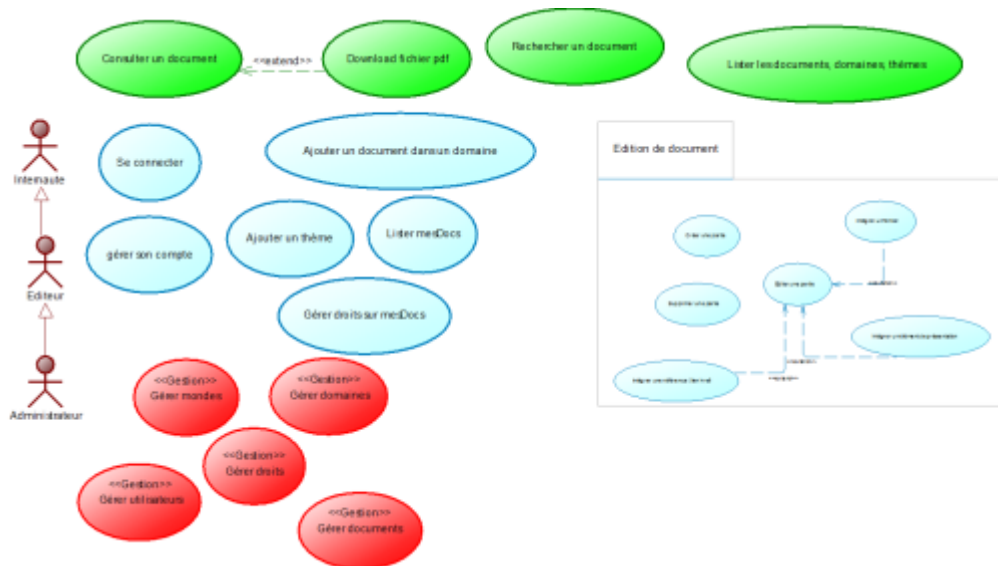 Consulter un document
<<extend>>
Download fichier pdf
Rechercher un document
Lister les documents, domaines, thèmes
Internaute
Se connecter
Ajouter un document dans un domaine
Edition de document
Editeur
gérer son compte
Ajouter un thème
Lister mesDocs
Gérer droits sur mesDocs
Administrateur
<<Gestion>>
Gérer mondes
<<Gestion>>
Gérer domaines
<<Gestion>>
Gérer droits
<<Gestion>>
Gérer utilisateurs
<<Gestion>>
Gérer documents